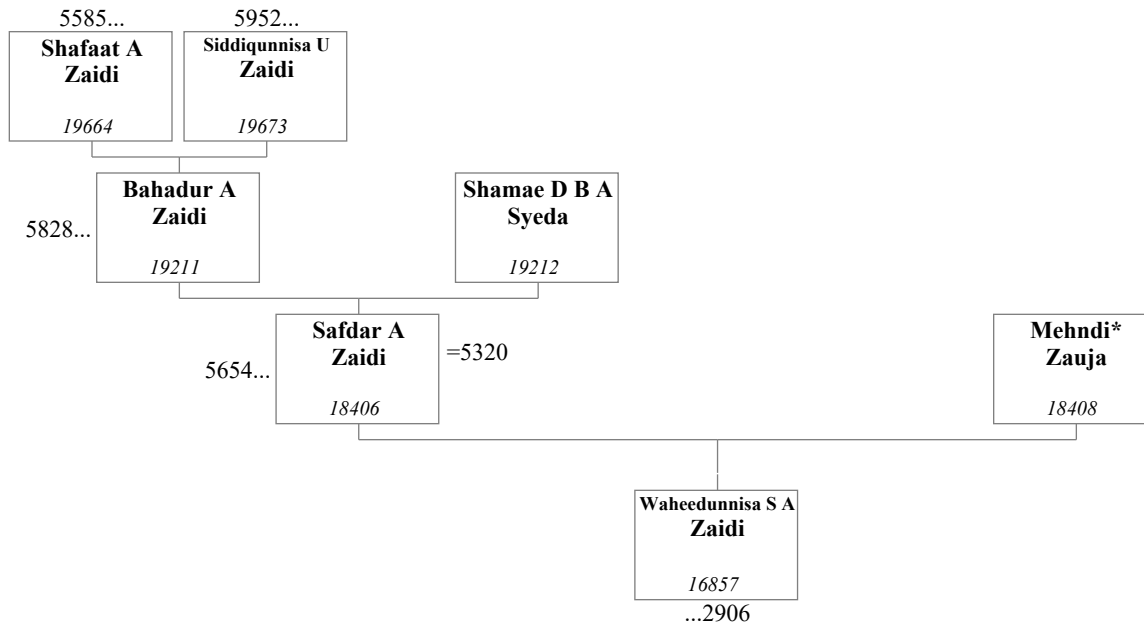 5585...
5952...
Shafaat A
Zaidi
19664
Siddiqunnisa U
Zaidi
19673
5828...
Bahadur A
Zaidi
19211
Shamae D B A
Syeda
19212
5654...
Safdar A
Zaidi
18406
=5320
Mehndi*
Zauja
18408
Waheedunnisa S A
Zaidi
16857
...2906